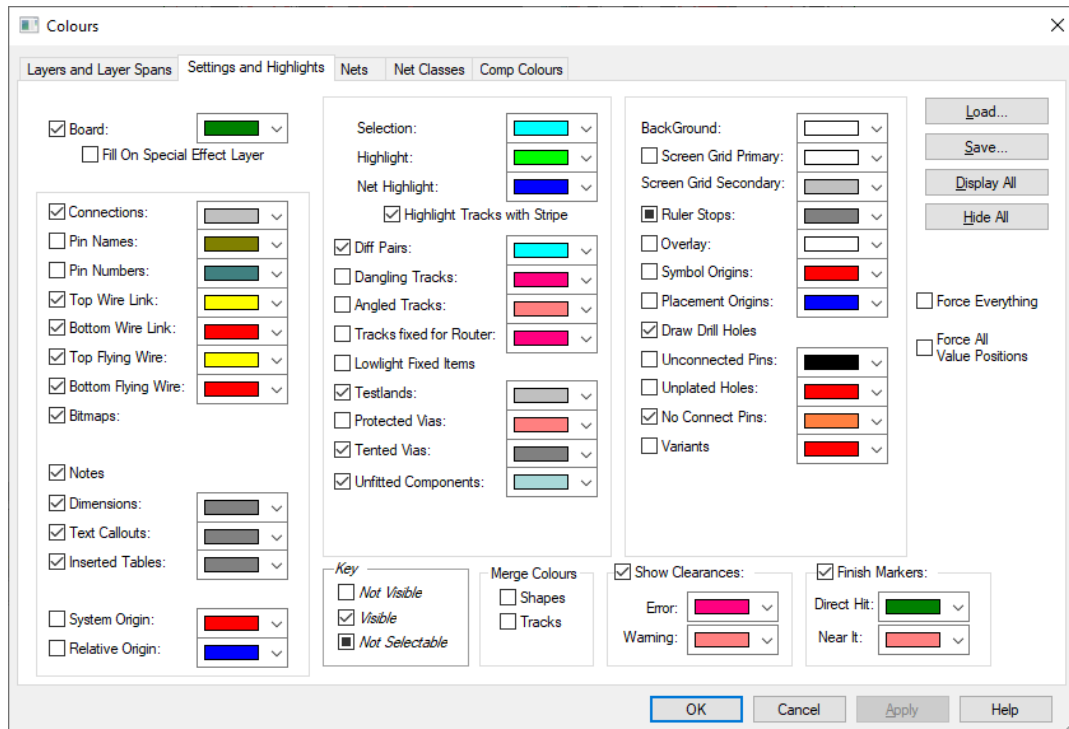 Colours
Layers and Layer Spans
Settings and Highlights
Nets
Net Classes
Comp Colours
Board:
Fill On Special Effect Layer
Connections:
Pin Names:
Pin Numbers:
Top Wire Link:
Bottom Wire Link:
Top Flying Wire:
Bottom Flying Wire:
Bitmaps:
Notes
Dimensions:
Text Callouts:
Inserted Tables:
System Origin:
Relative Origin:
Selection:
Highlight:
Net Highlight:
Highlight Tracks with Stripe
Diff Pairs:
Dangling Tracks:
Angled Tracks:
Tracks fixed for Router:
Lowlight Fixed Items
Testlands:
Protected Vias:
Tented Vias:
Unfitted Components:
Key
Not Visible
Visible
Not Selectable
Merge Colours
Shapes
Tracks
BackGround:
Screen Grid Primary:
Screen Grid Secondary:
Ruler Stops:
Overlay:
Symbol Origins:
Placement Origins:
Draw Drill Holes
Unconnected Pins:
Unplated Holes:
No Connect Pins:
Variants
Show Clearances:
Error:
Warning:
Finish Markers:
Direct Hit:
Near It:
Load...
Save...
Display All
Hide All
Force Everything
Force All
Value Positions
OK
Cancel
Apply
Help